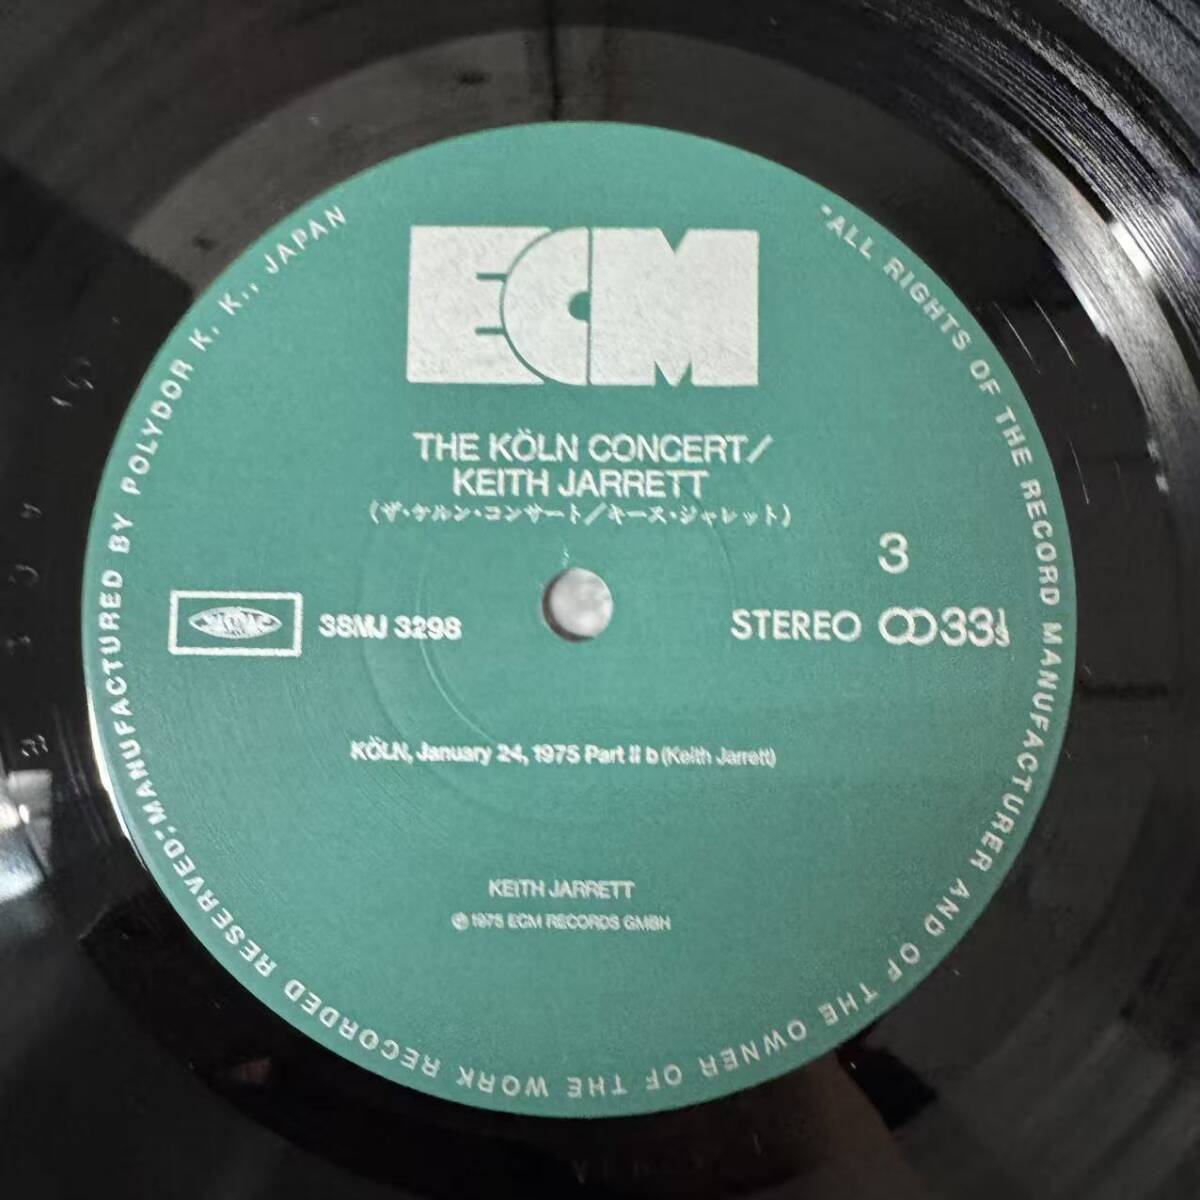 ECM
THE KÖLN CONCERT/
KEITH JARRETT
(ザ・ケルン・コンサート/キース・ジャレット)
3
38MJ 3298
STEREO 33 1/3
KÖLN, January 24, 1975 Part II b (Keith Jarrett)
KEITH JARRETT
Ⓟ 1975 ECM RECORDS GMBH
"ALL RIGHTS OF THE RECORD MANUFACTURER AND OF THE OWNER OF THE WORK RECORDED RESERVED." MANUFACTURED BY POLYDOR K. K., JAPAN